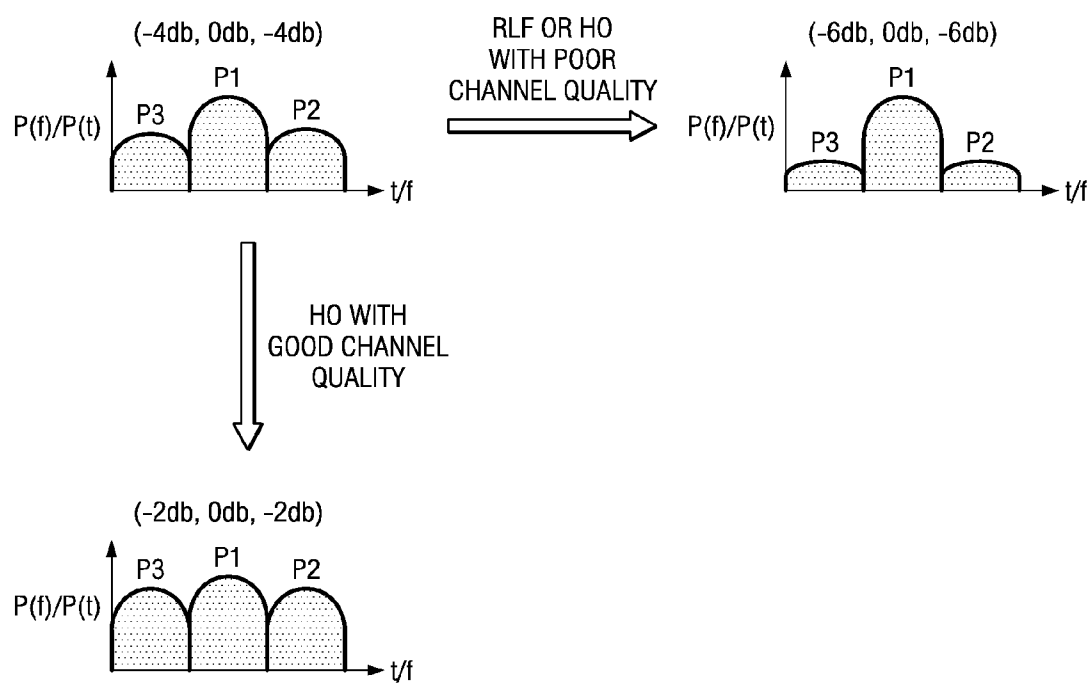 (-4db, 0db, -4db)
P(f)/P(t)
P3
P1
P2
t/f
RLF OR HO
WITH POOR
CHANNEL QUALITY
(-6db, 0db, -6db)
P(f)/P(t)
P3
P1
P2
t/f
HO WITH
GOOD CHANNEL
QUALITY
(-2db, 0db, -2db)
P(f)/P(t)
P3
P1
P2
t/f